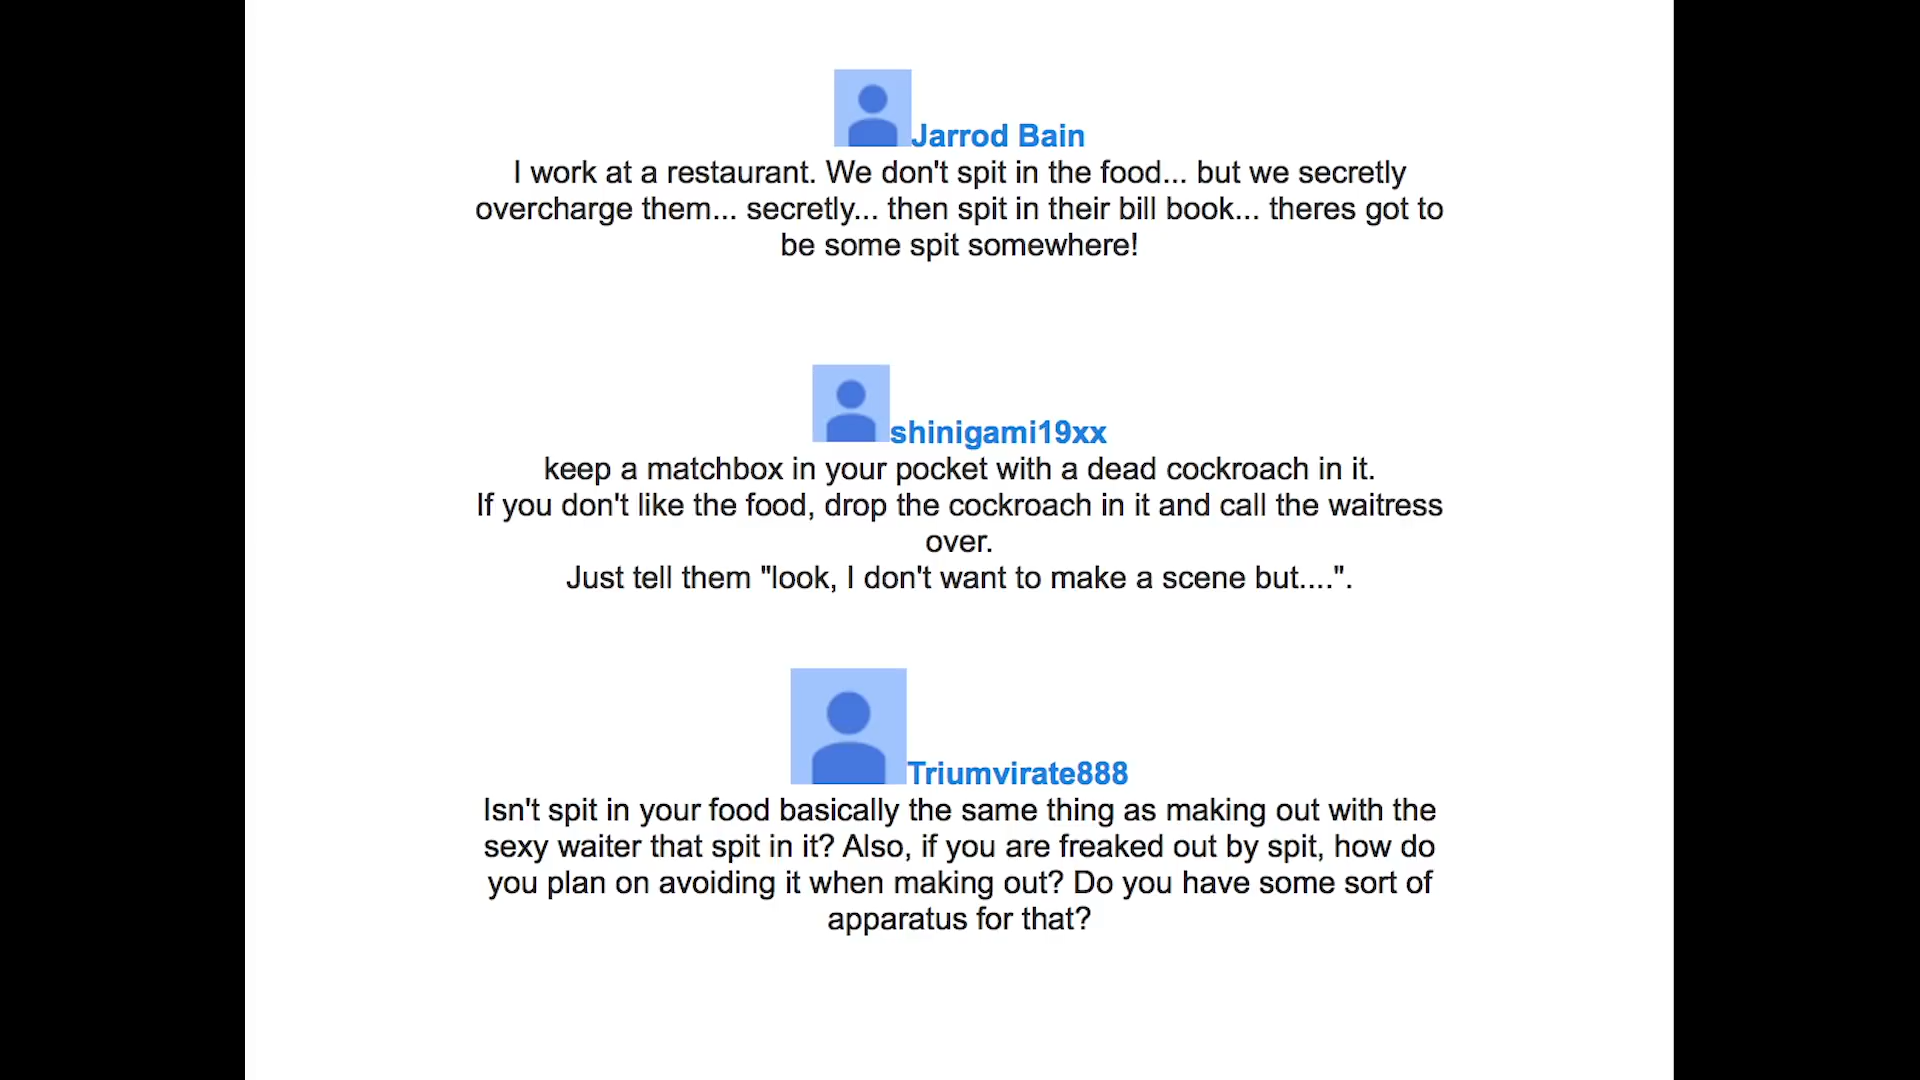 Jarrod Bain
I work at a restaurant. We don't spit in the food... but we secretly
overcharge them... secretly... then spit in their bill book... theres got to
be some spit somewhere!
shinigami19xx
keep a matchbox in your pocket with a dead cockroach in it.
If you don't like the food, drop the cockroach in it and call the waitress
over.
Just tell them "look, I don't want to make a scene but....".
Triumvirate888
Isn't spit in your food basically the same thing as making out with the
sexy waiter that spit in it? Also, if you are freaked out by spit, how do
you plan on avoiding it when making out? Do you have some sort of
apparatus for that?